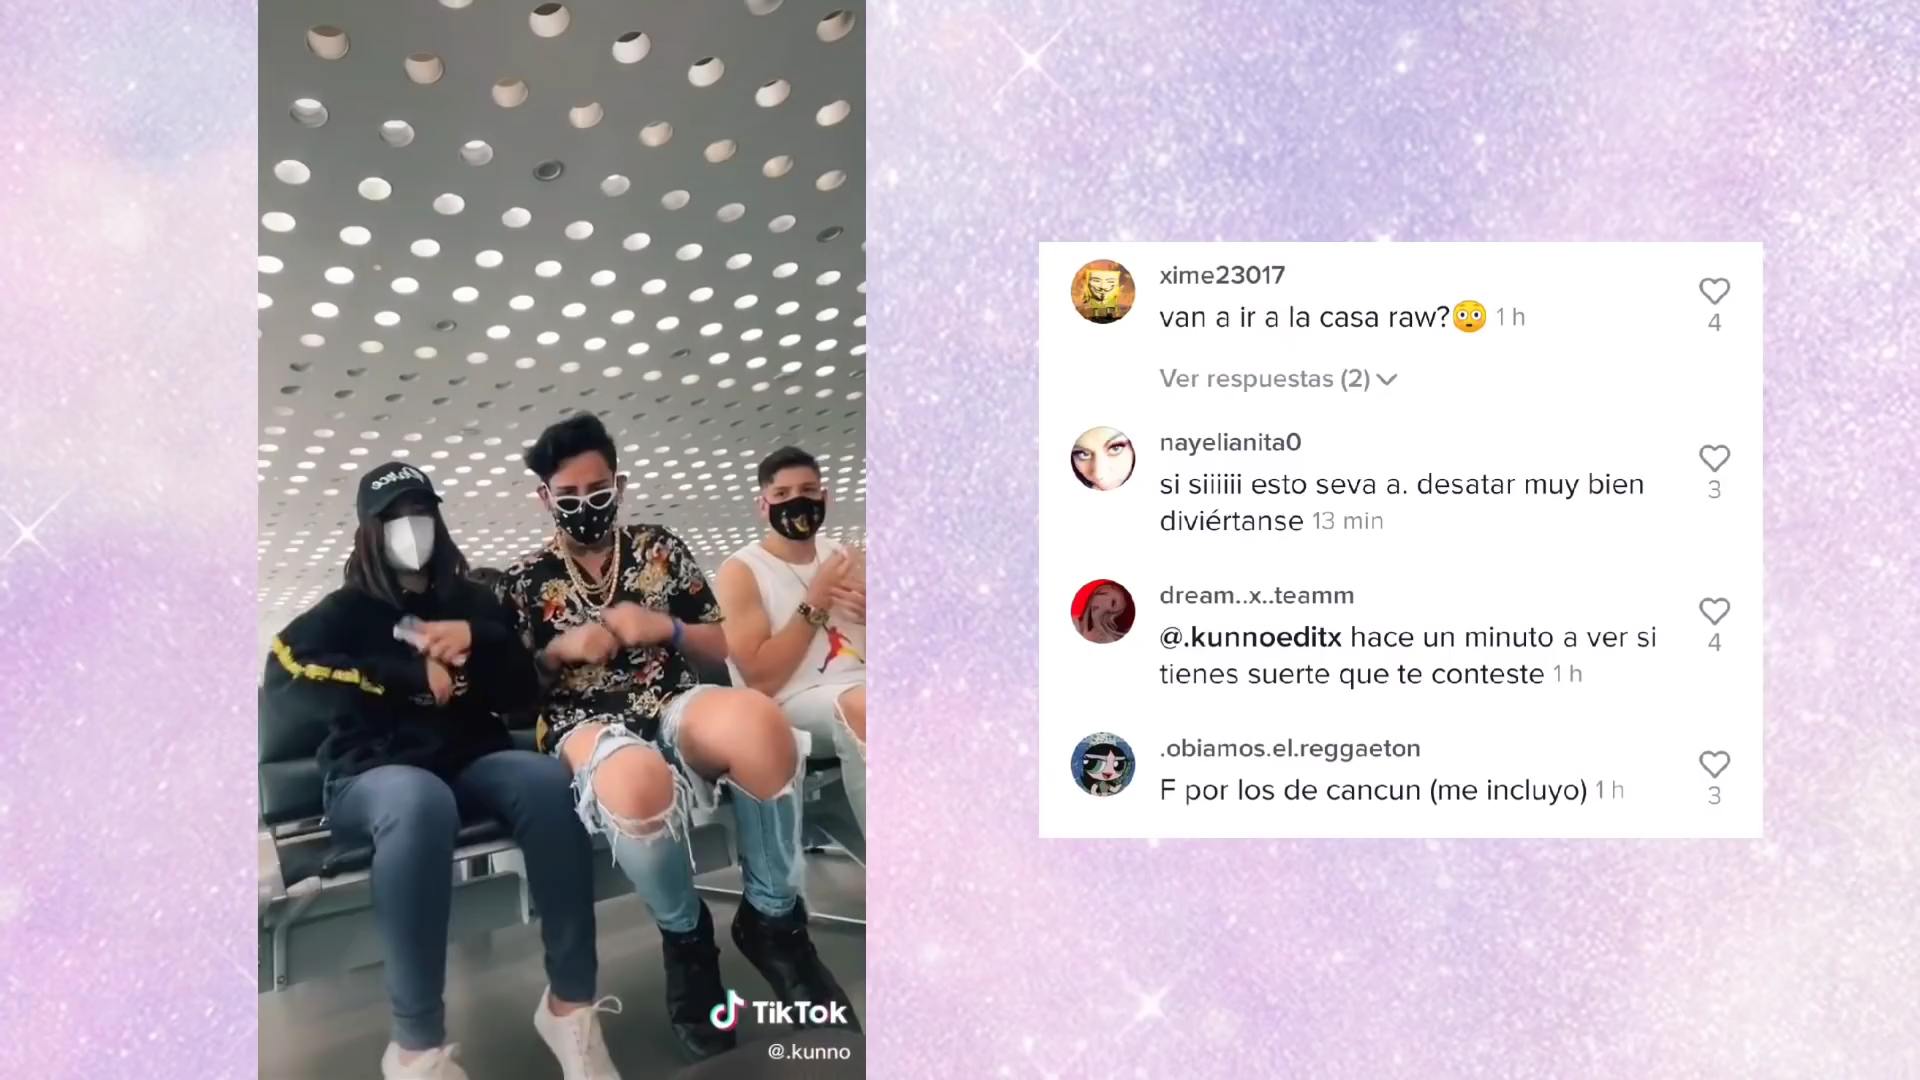 TikTok
@.kunno
xime23017
van a ir a la casa raw?😳 1 h
4
Ver respuestas (2)
nayelianita0
si siiiiii esto seva a. desatar muy bien
diviértanse 13 min
3
dream..x..teamm
@.kunnoeditx hace un minuto a ver si
tienes suerte que te conteste 1 h
4
.obiamos.el.reggaeton
F por los de cancun (me incluyo) 1 h
3